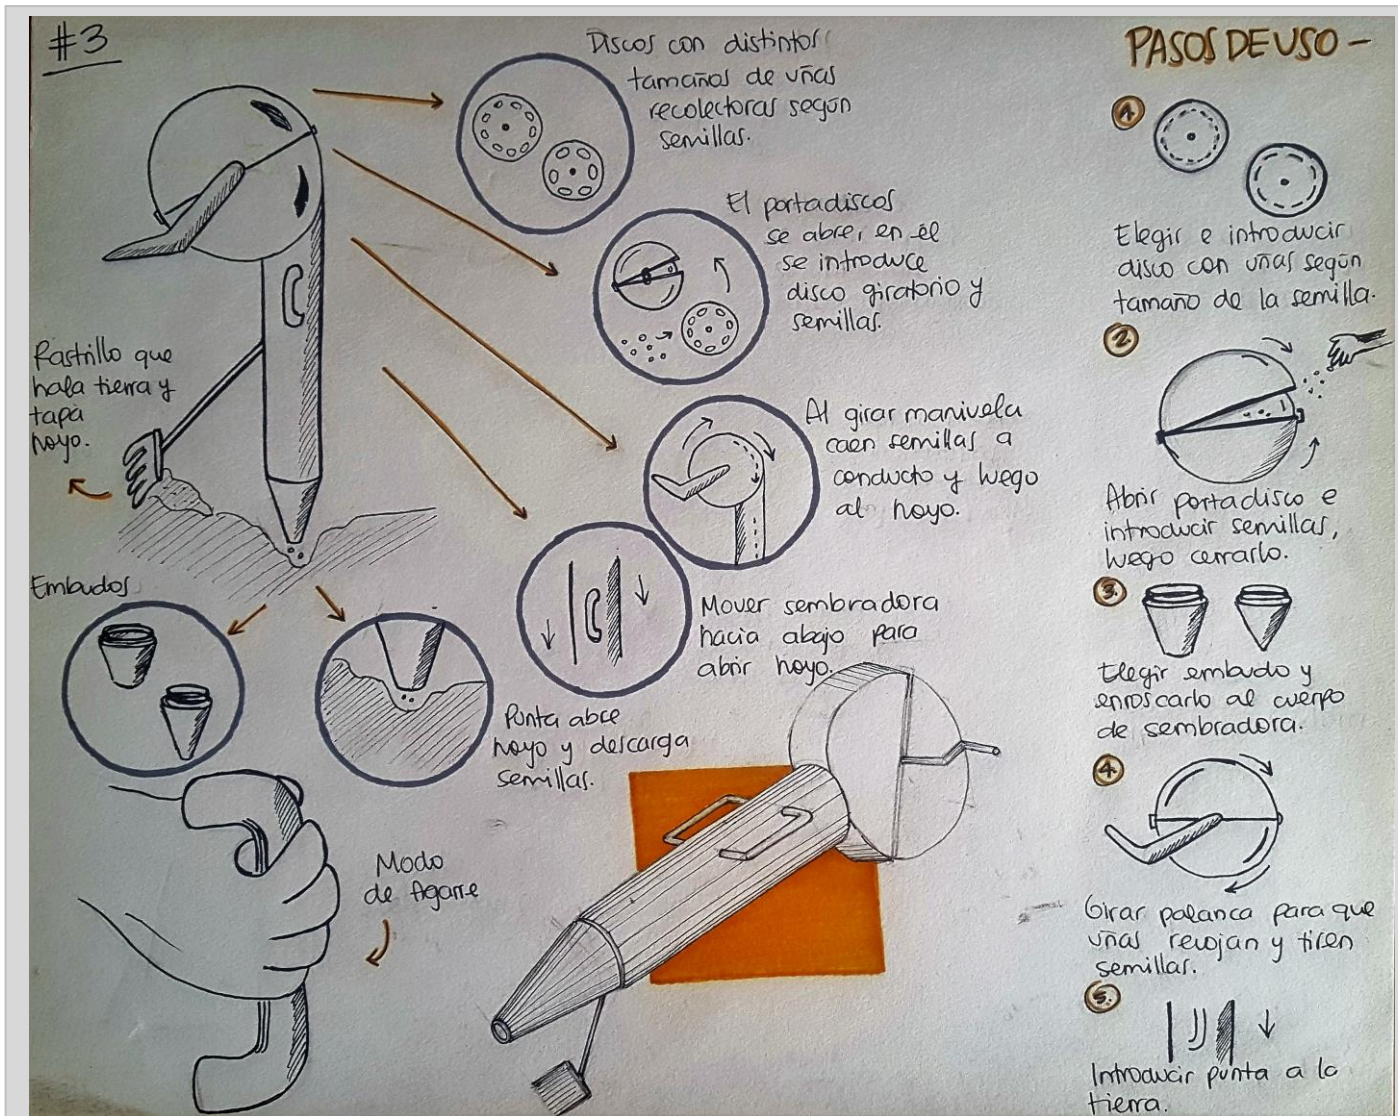 #3
Discos con distintos
tamaños de uñas
recolectoras según
semillas.
El portadiscos
se abre, en él
se introduce
disco giratorio y
semillas.
Al girar manivela
caen semillas a
conducto y luego
al hoyo.
Mover sembradora
hacia abajo para
abrir hoyo.
Rastrillo que
hala tierra y
tapa
hoyo.
Embudos
Punta abre
hoyo y descarga
semillas.
Modo
de Agarre
PASOS DE USO -
1.
Elegir e introducir
disco con uñas según
tamaño de la semilla.
2.
Abrir portadisco e
introducir semillas,
luego cerrarlo.
3.
Elegir embudo y
enroscarlo al cuerpo
de sembradora.
4.
Girar palanca para que
uñas recojan y tiren
semillas.
5.
Introducir punta a la
tierra.